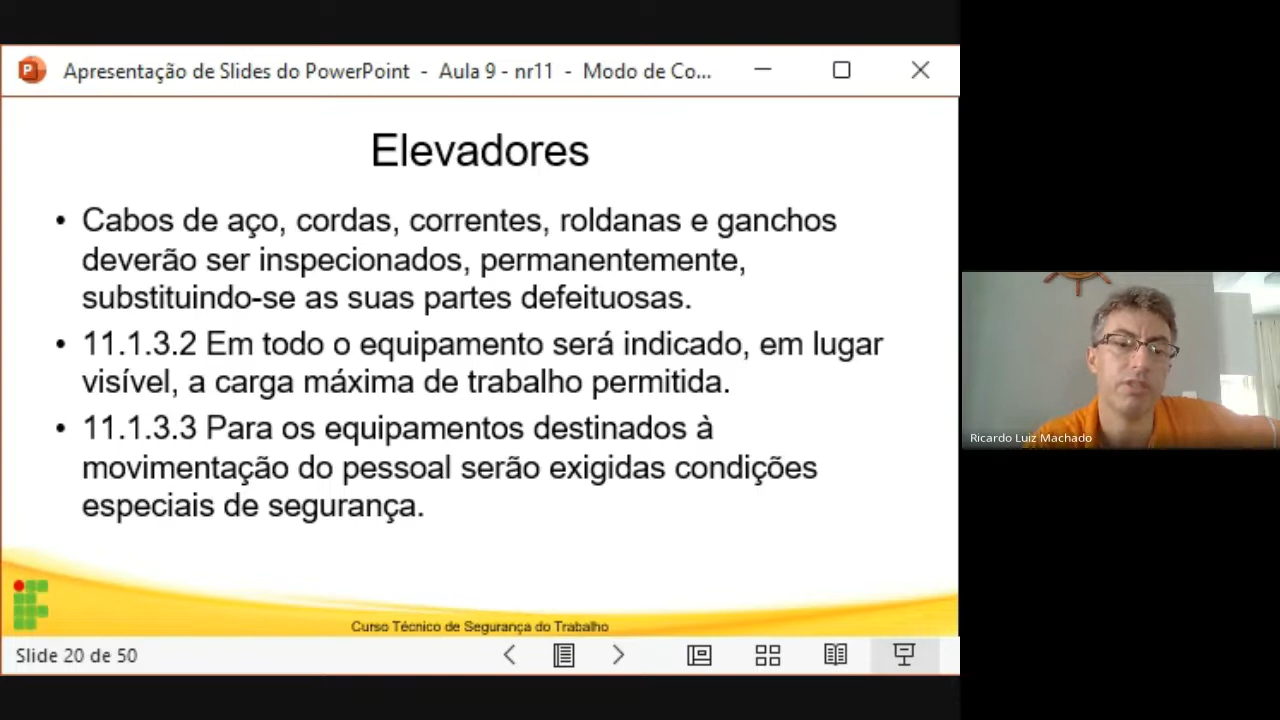 Apresentação de Slides do PowerPoint - Aula 9 - nr11 - Modo de Co...
Elevadores
• Cabos de aço, cordas, correntes, roldanas e ganchos
deverão ser inspecionados, permanentemente,
substituindo-se as suas partes defeituosas.
• 11.1.3.2 Em todo o equipamento será indicado, em lugar
visível, a carga máxima de trabalho permitida.
• 11.1.3.3 Para os equipamentos destinados à
movimentação do pessoal serão exigidas condições
especiais de segurança.
Curso Técnico de Segurança do Trabalho
Slide 20 de 50
Ricardo Luiz Machado